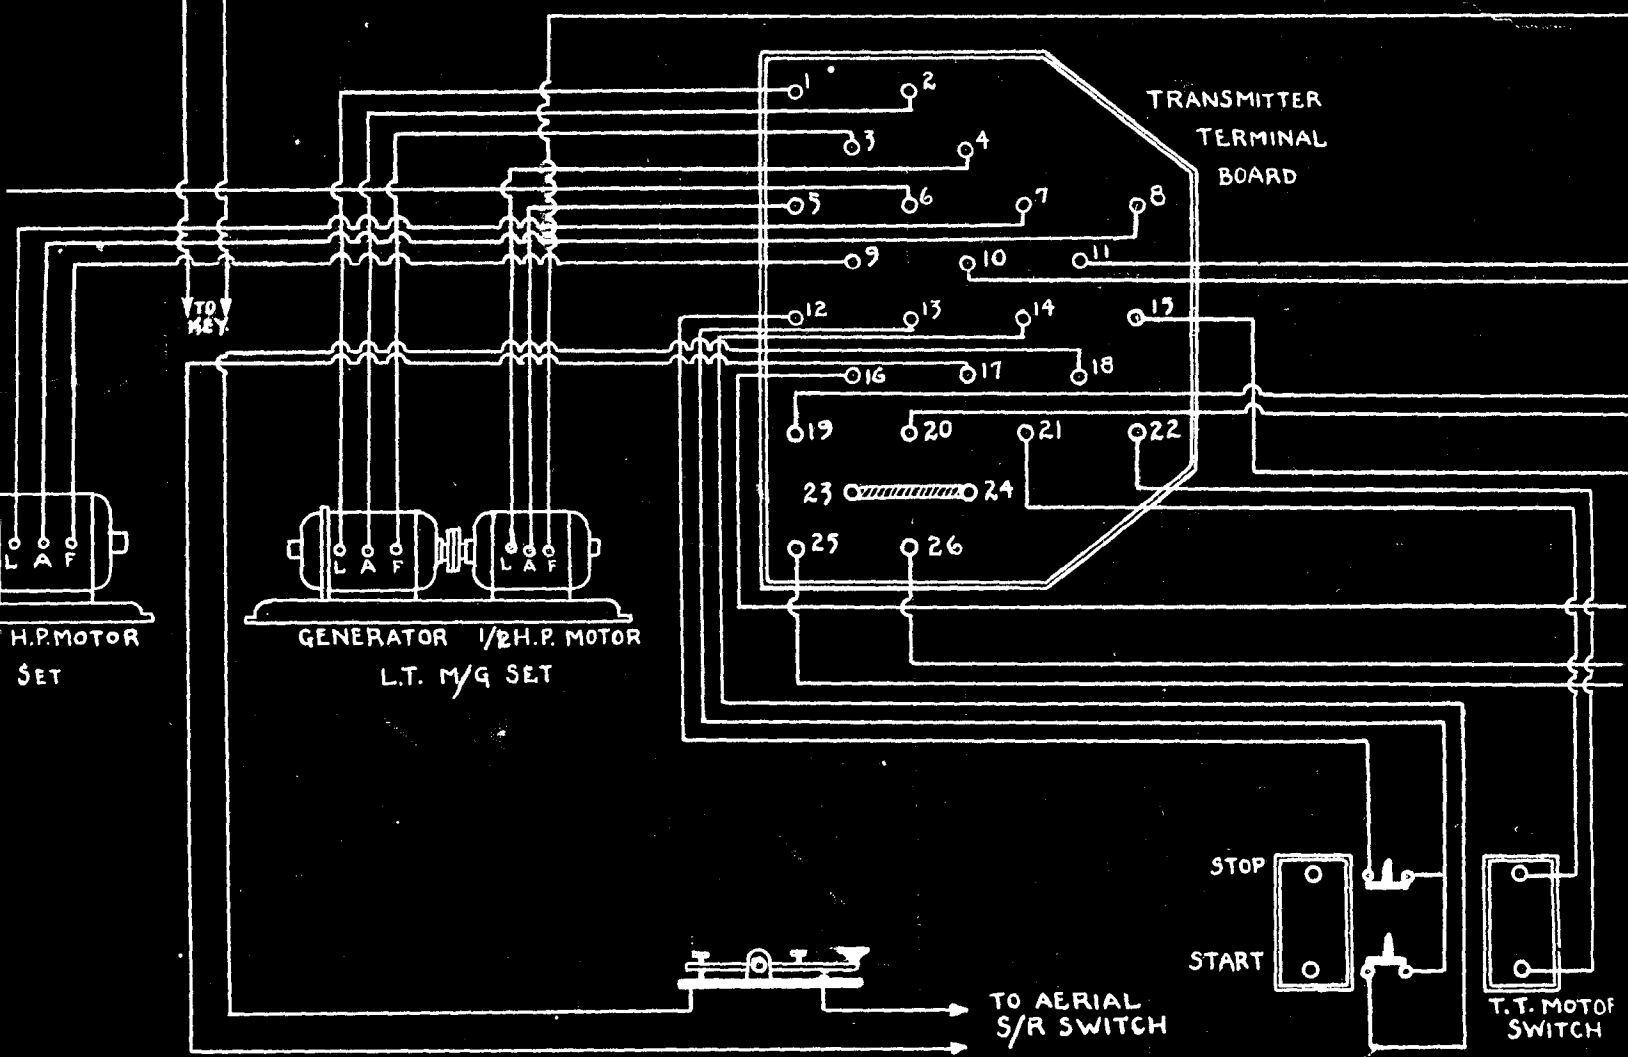 TRANSMITTER
TERMINAL
BOARD
1
2
3
4
5
6
7
8
9
10
11
12
13
14
15
16
17
18
19
20
21
22
23
24
25
26
TO
KEY.
L A F
L A F
L A F
H.P. MOTOR
SET
GENERATOR 1/2 H.P. MOTOR
L.T. M/G SET
STOP
START
TO AERIAL
S/R SWITCH
T.T. MOTOR
SWITCH